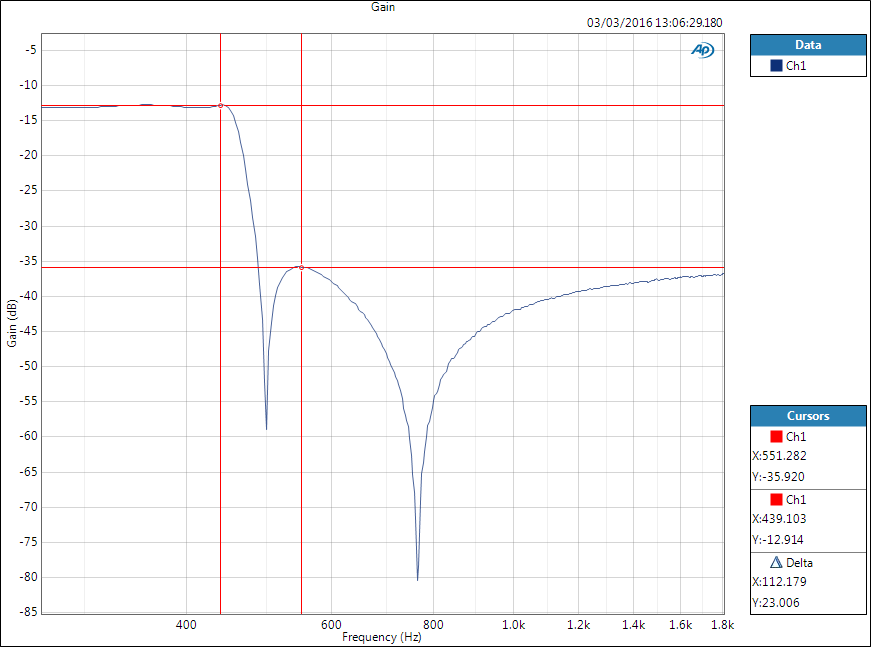 Gain
03/03/2016 13:06:29.180
AP
Data
Ch1
-5
-10
-15
-20
-25
-30
-35
-40
-45
-50
-55
-60
-65
-70
-75
-80
-85
Gain (dB)
400
600
800
1.0k
1.2k
1.4k
1.6k
1.8k
Frequency (Hz)
Cursors
Ch1
X:551.282
Y:-35.920
Ch1
X:439.103
Y:-12.914
Delta
X:112.179
Y:23.006